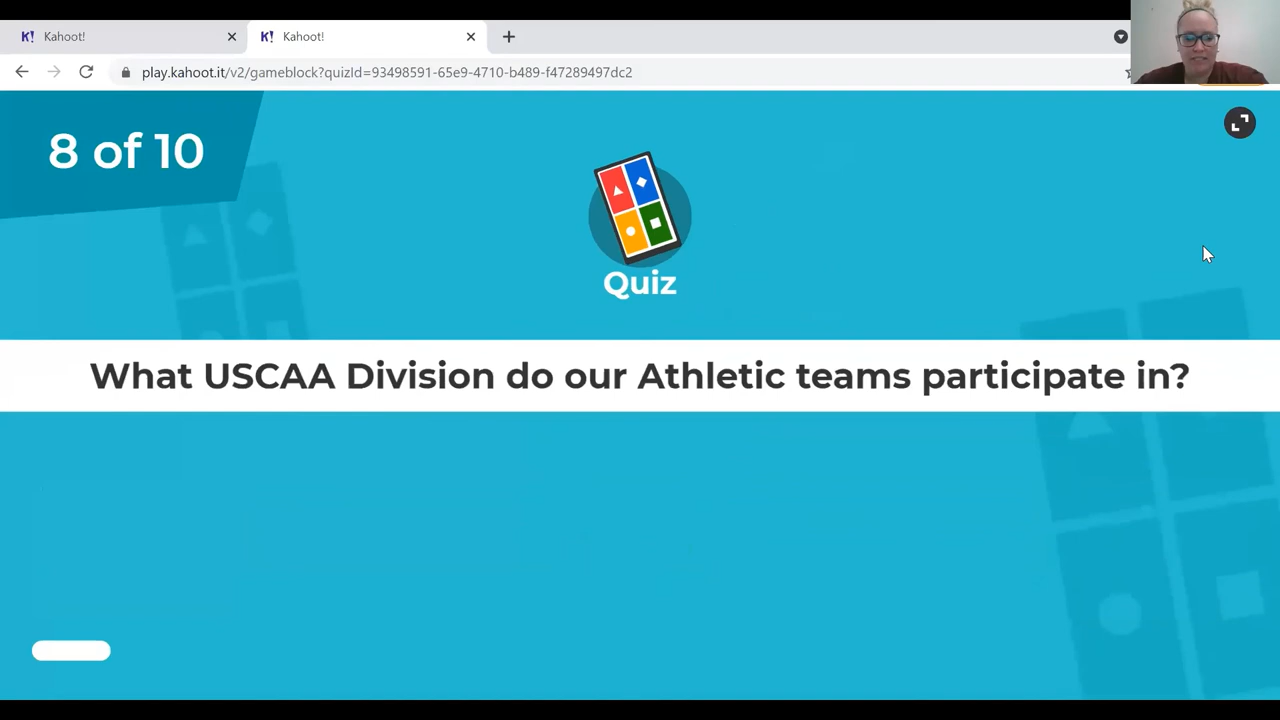 K! Kahoot!
K! Kahoot!
play.kahoot.it/v2/gameblock?quizId=93498591-65e9-4710-b489-f47289497dc2
8 of 10
Quiz
What USCAA Division do our Athletic teams participate in?